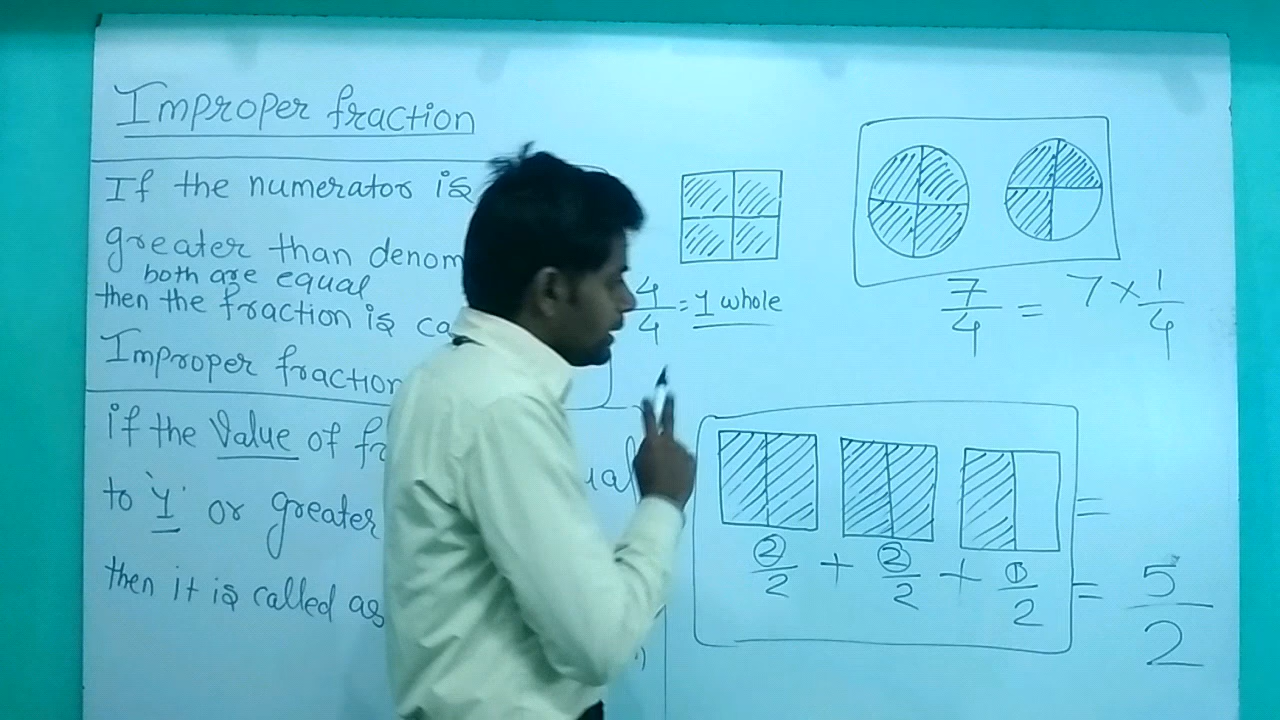 Improper fraction
If the numerator is
greater than denom
both are equal
then the fraction is ca
Improper fraction
if the Value of fr ual
to '1' or greater
then it is called as
4/4 = 1 whole
7/4 = 7 × 1/4
=
2/2 + 2/2 + 1/2 = 5/2